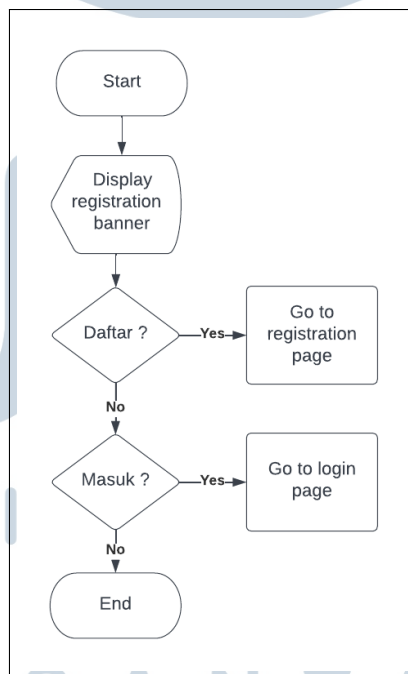 Start
Display
registration
banner
Daftar ?
Yes
Go to
registration
page
No
Masuk ?
Yes
Go to login
page
No
End